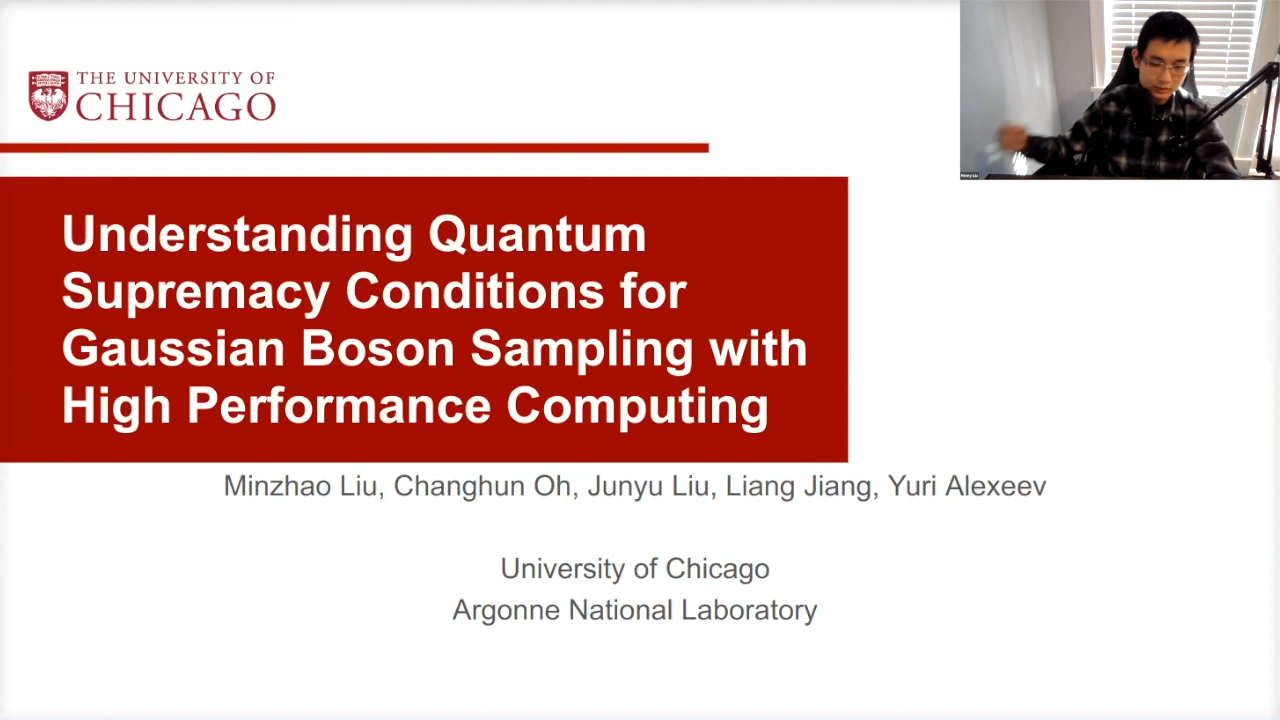 THE UNIVERSITY OF
CHICAGO
Understanding Quantum
Supremacy Conditions for
Gaussian Boson Sampling with
High Performance Computing
Minzhao Liu, Changhun Oh, Junyu Liu, Liang Jiang, Yuri Alexeev
University of Chicago
Argonne National Laboratory